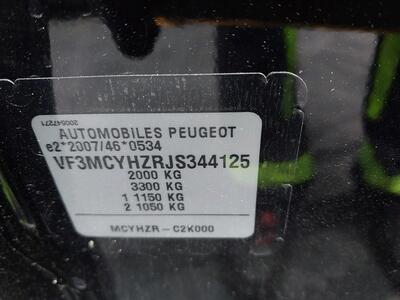 200547271
AUTOMOBILES PEUGEOT
e2*2007/46*0534
VF3MCYHZRJS344125
2000 KG
3300 KG
1 1150 KG
2 1050 KG
MCYHZR - C2K000